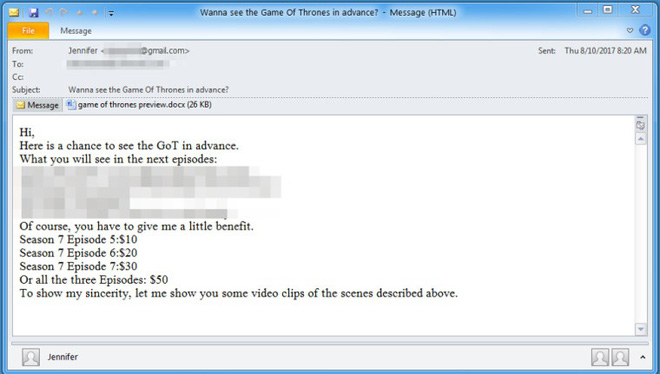 Wanna see the Game Of Thrones in advance? - Message (HTML)
File Message
From: Jennifer < @gmail.com> Sent: Thu 8/10/2017 8:20 AM
To:
Cc:
Subject: Wanna see the Game Of Thrones in advance?
Message game of thrones preview.docx (26 KB)
Hi,
Here is a chance to see the GoT in advance.
What you will see in the next episodes:
Of course, you have to give me a little benefit.
Season 7 Episode 5:$10
Season 7 Episode 6:$20
Season 7 Episode 7:$30
Or all the three Episodes: $50
To show my sincerity, let me show you some video clips of the scenes described above.
Jennifer